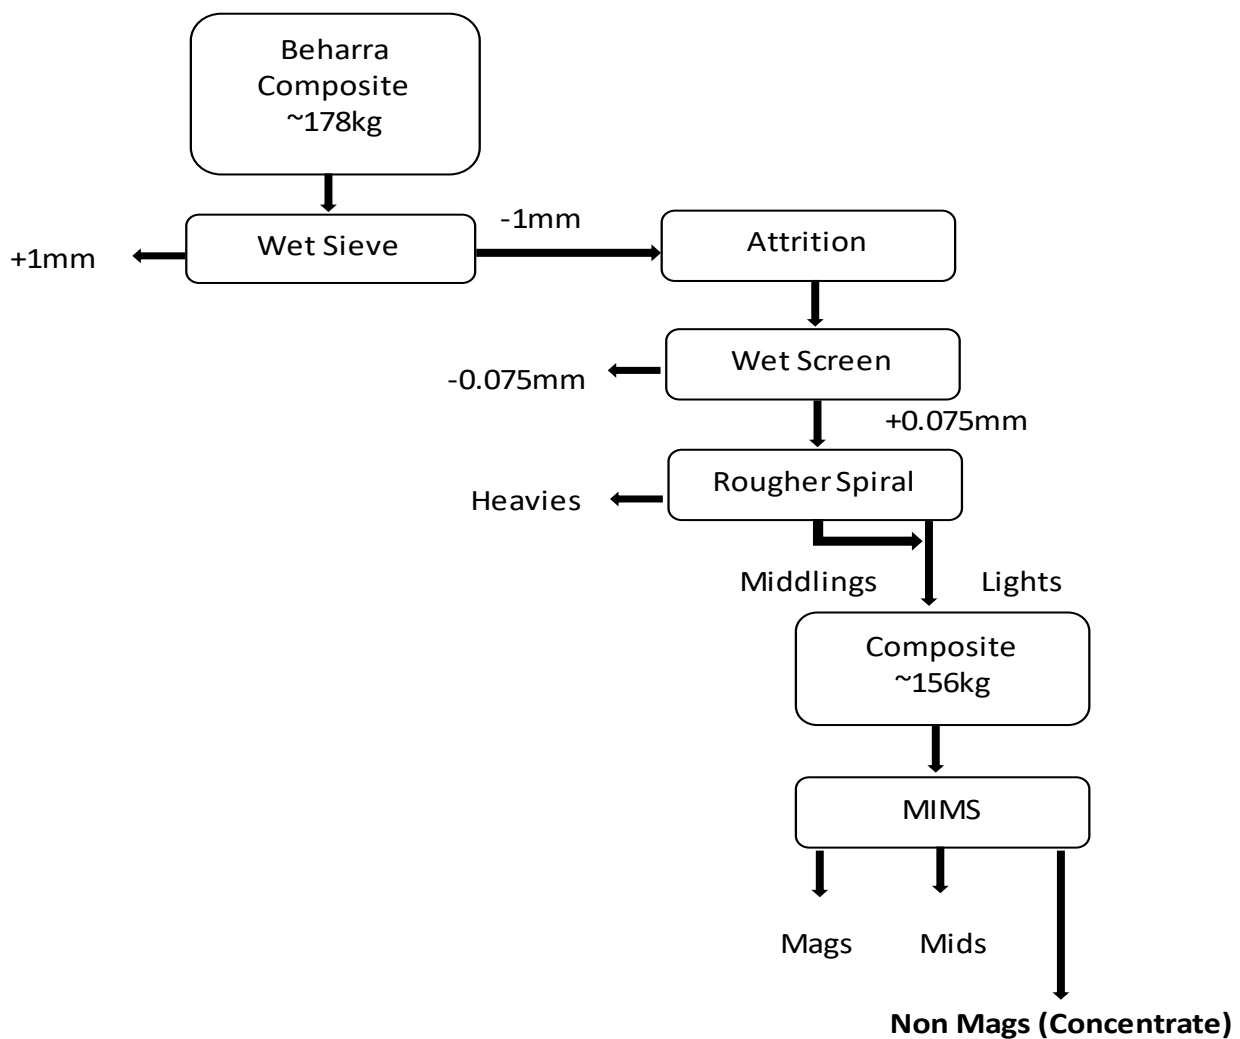 Beharra
Composite
~178kg
Wet Sieve
-1mm
+1mm
Attrition
Wet Screen
-0.075mm
+0.075mm
Rougher Spiral
Heavies
Middlings
Lights
Composite
~156kg
MIMS
Mags
Mids
Non Mags (Concentrate)